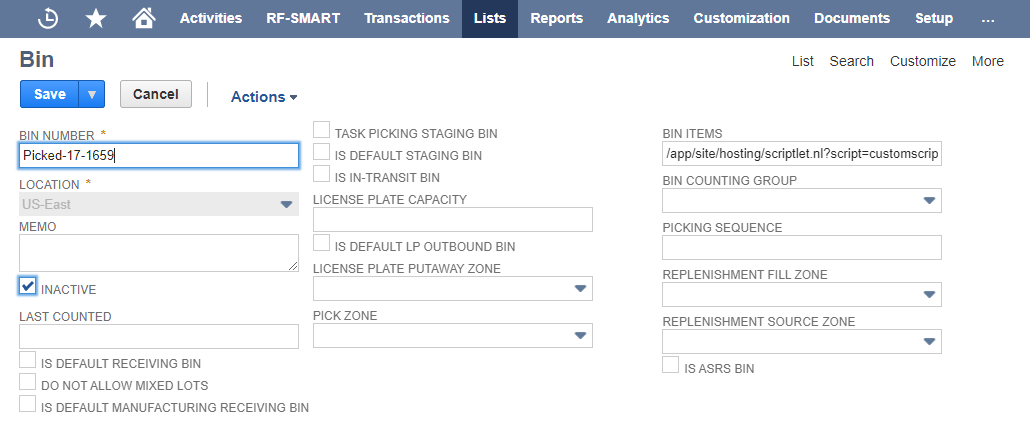 Activities RF-SMART Transactions Lists Reports Analytics Customization Documents Setup ...
Bin
List Search Customize More
Save Cancel Actions
BIN NUMBER *
Picked-17-1659
LOCATION *
US-East
MEMO
INACTIVE
LAST COUNTED
IS DEFAULT RECEIVING BIN
DO NOT ALLOW MIXED LOTS
IS DEFAULT MANUFACTURING RECEIVING BIN
TASK PICKING STAGING BIN
IS DEFAULT STAGING BIN
IS IN-TRANSIT BIN
LICENSE PLATE CAPACITY
IS DEFAULT LP OUTBOUND BIN
LICENSE PLATE PUTAWAY ZONE
PICK ZONE
BIN ITEMS
/app/site/hosting/scriptlet.nl?script=customscrip
BIN COUNTING GROUP
PICKING SEQUENCE
REPLENISHMENT FILL ZONE
REPLENISHMENT SOURCE ZONE
IS ASRS BIN